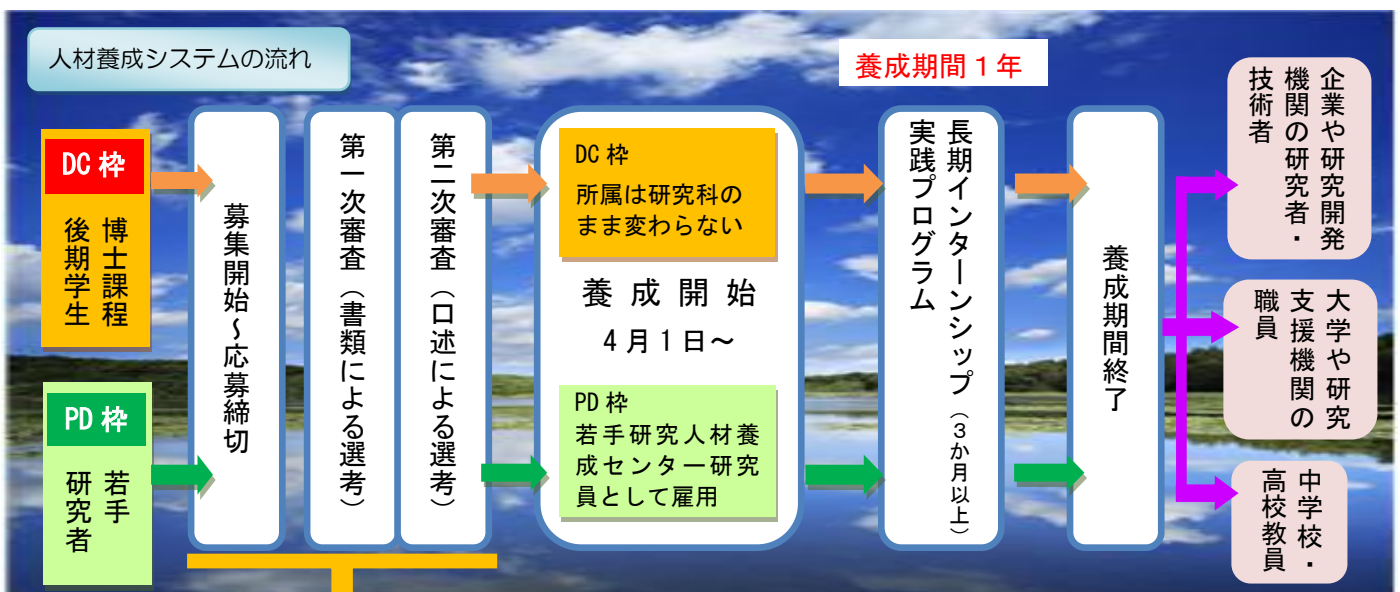 人材養成システムの流れ
養成期間１年
DC 枠
博士課程
後期学生
PD 枠
若手
研究者
募集開始～応募締切
第一次審査（書類による選考）
第二次審査（口述による選考）
DC 枠
所属は研究科の
まま変わらない
養成開始
４月１日～
PD 枠
若手研究人材養
成センター研究
員として雇用
長期インターンシップ（３か月以上）
実践プログラム
養成期間終了
企業や研究開発
機関の研究者・
技術者
大学や研究
支援機関の
職員
中学校・
高校教員